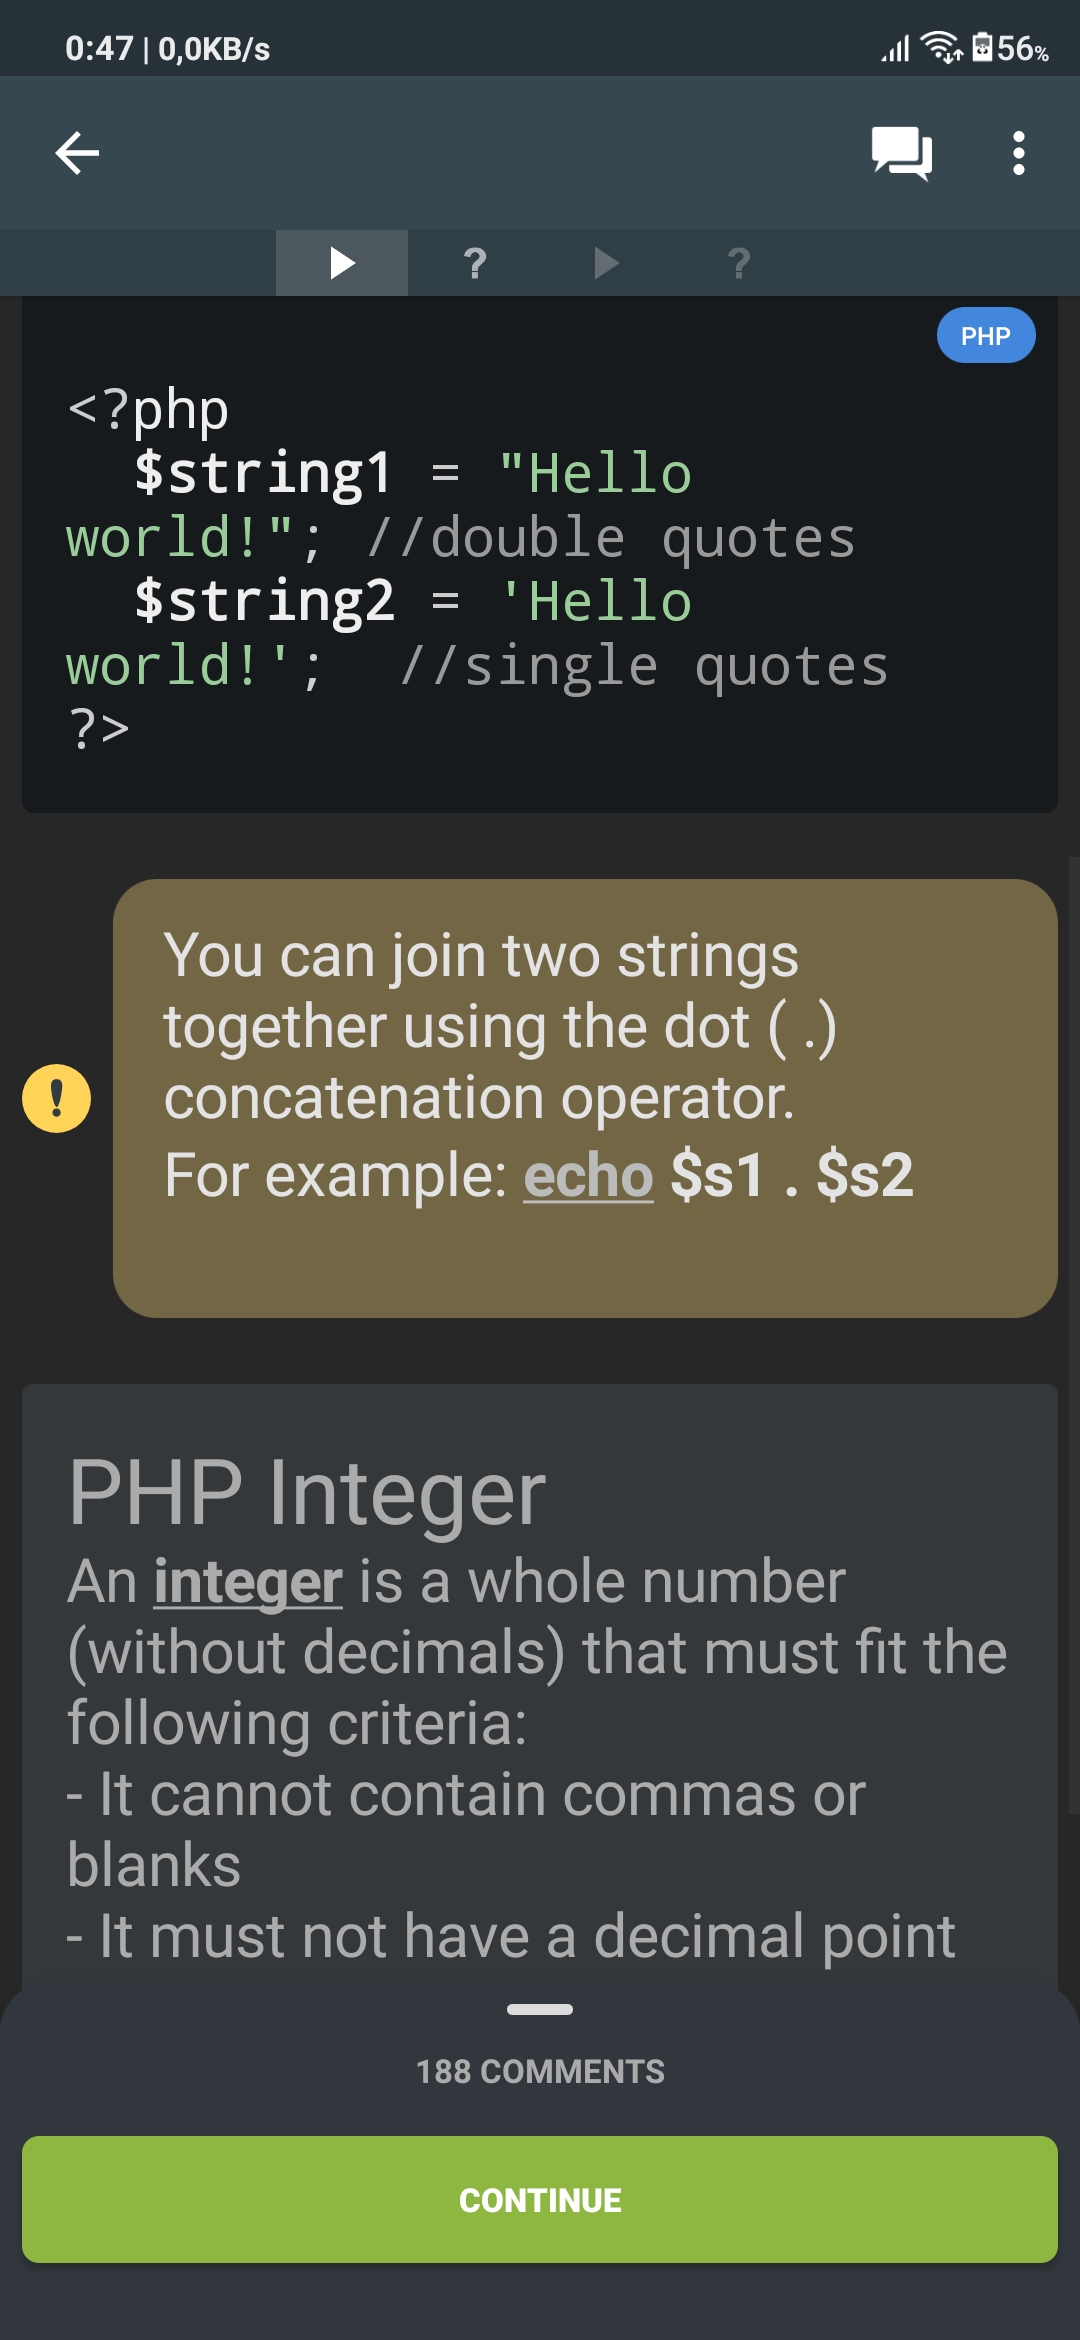 0:47 | 0,0KB/s 56%
? ?
PHP
<?php
$string1 = "Hello
world!"; //double quotes
$string2 = 'Hello
world!'; //single quotes
?>
You can join two strings
together using the dot ( .)
concatenation operator.
For example: echo $s1 . $s2
PHP Integer
An integer is a whole number
(without decimals) that must fit the
following criteria:
- It cannot contain commas or
blanks
- It must not have a decimal point
188 COMMENTS
CONTINUE